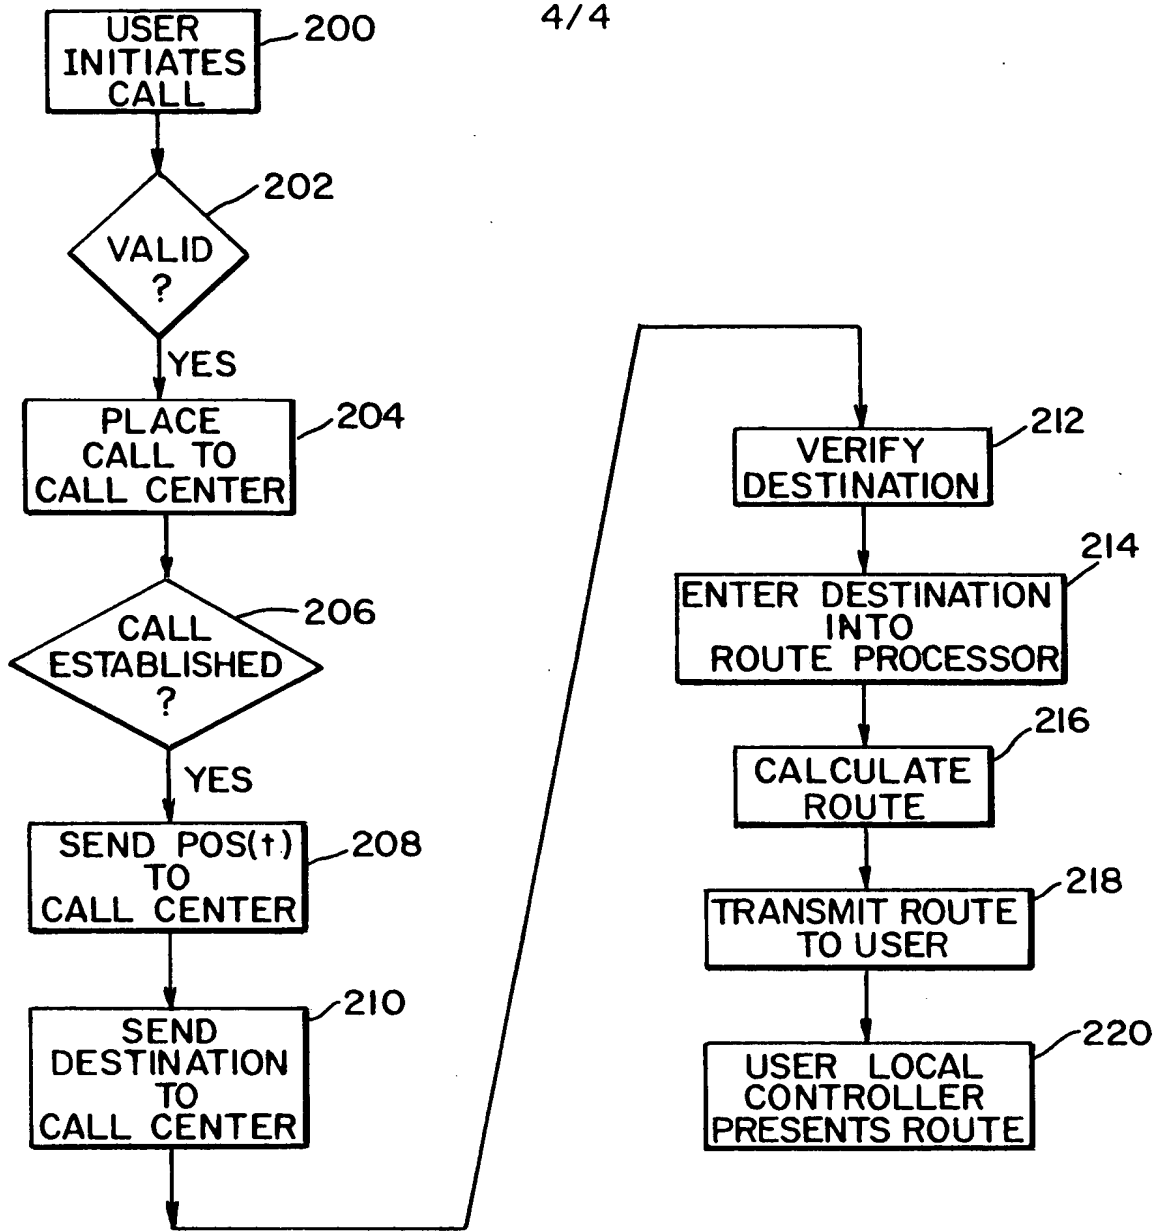 4/4
USER
INITIATES
CALL
200
VALID
?
202
YES
PLACE
CALL TO
CALL CENTER
204
CALL
ESTABLISHED
?
206
YES
SEND POS(t)
TO
CALL CENTER
208
SEND
DESTINATION
TO
CALL CENTER
210
VERIFY
DESTINATION
212
ENTER DESTINATION
INTO
ROUTE PROCESSOR
214
CALCULATE
ROUTE
216
TRANSMIT ROUTE
TO USER
218
USER LOCAL
CONTROLLER
PRESENTS ROUTE
220